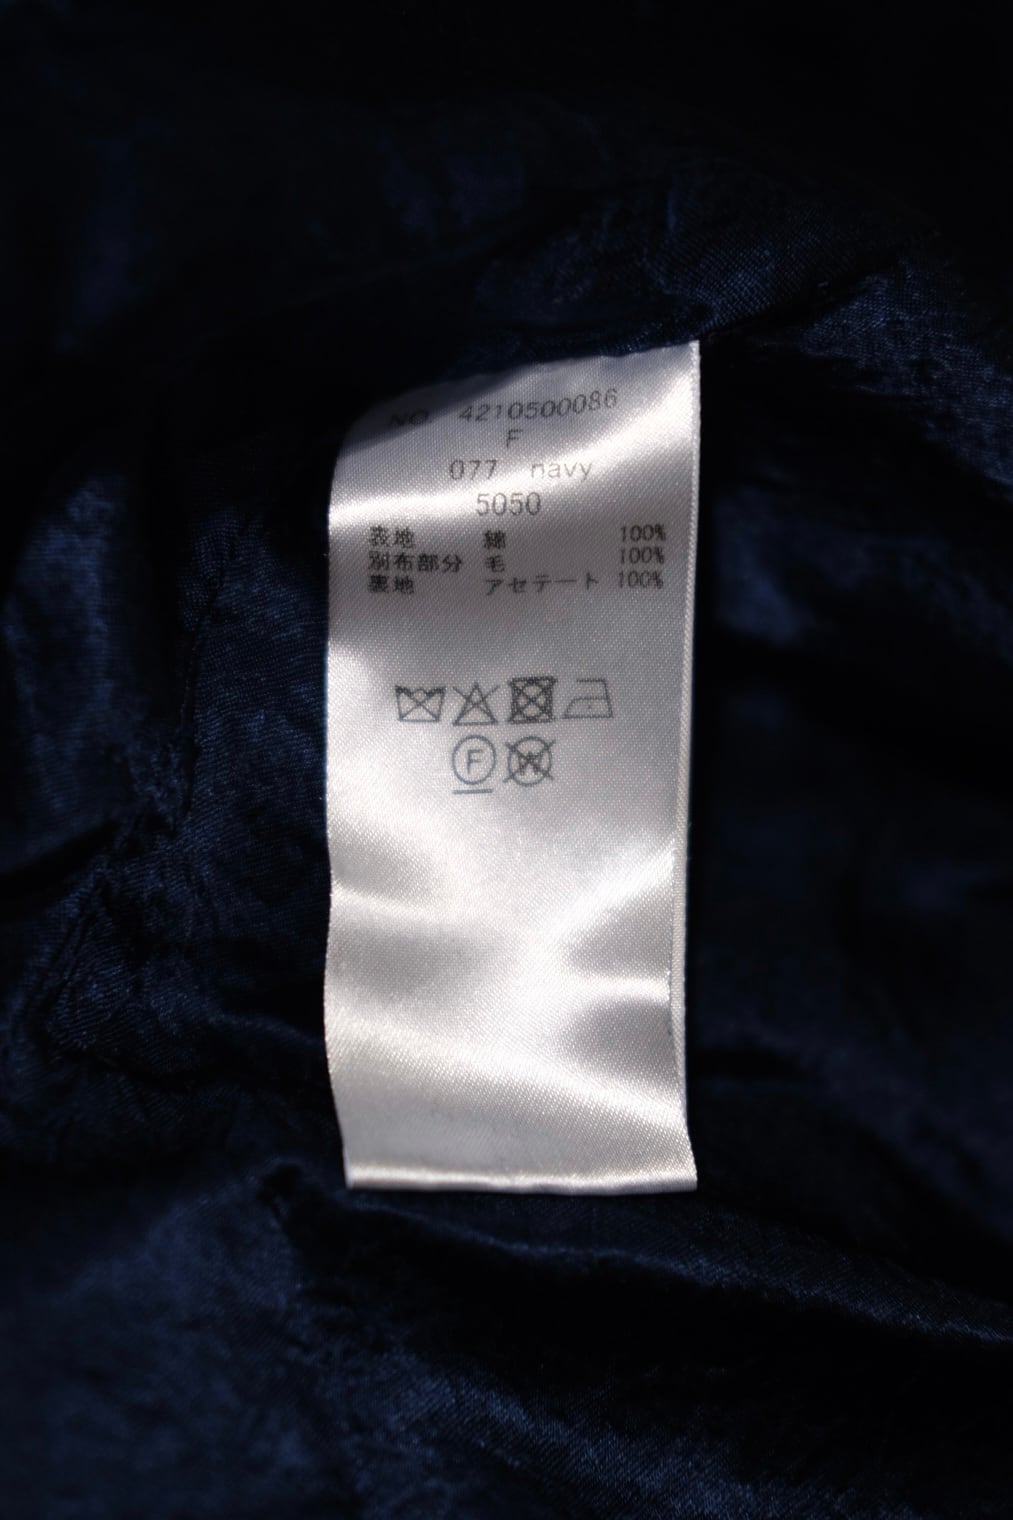 NO. 4210500086
F
077 navy
5050
表地 綿 100%
別布部分 毛 100%
裏地 アセテート 100%
F W